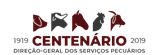 1919 CENTENÁRIO 2019
DIREÇÃO-GERAL DOS SERVIÇOS PECUÁRIOS